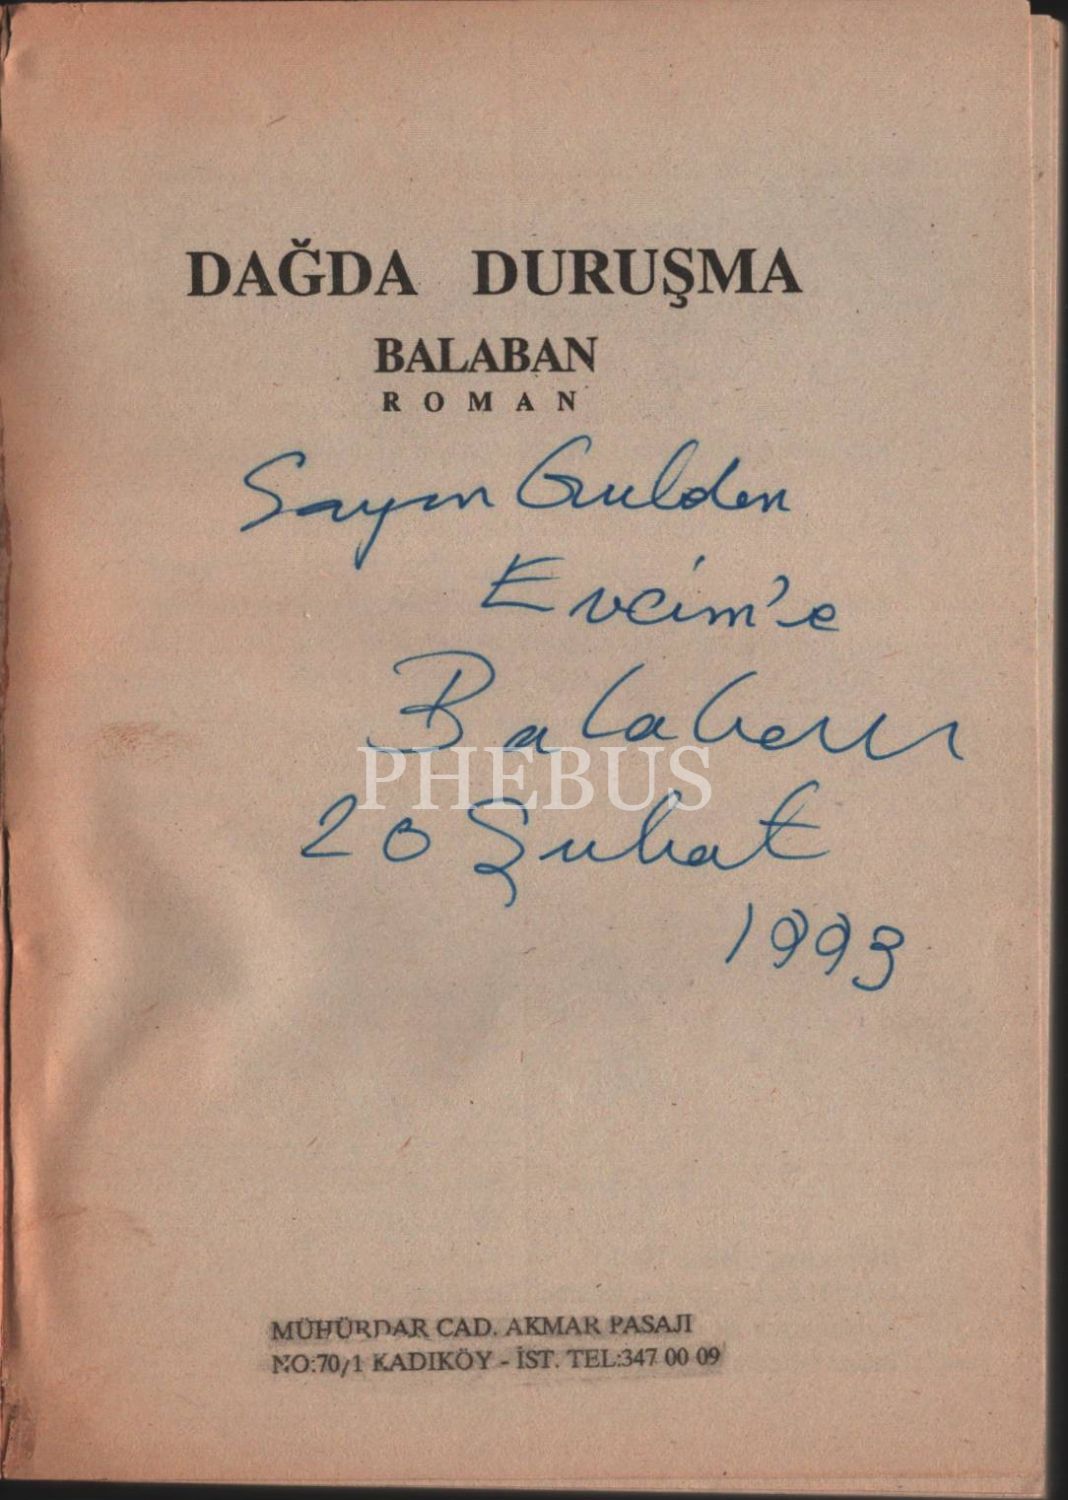 DAĞDA DURUŞMA
BALABAN
ROMAN
Sayın Gulden
Evcim'e
Balaban
PHEBUS
20 Şubat
1993
MÜHÜRDAR CAD. AKMAR PASAJI
NO:70/1 KADIKÖY - İST. TEL:347 00 09